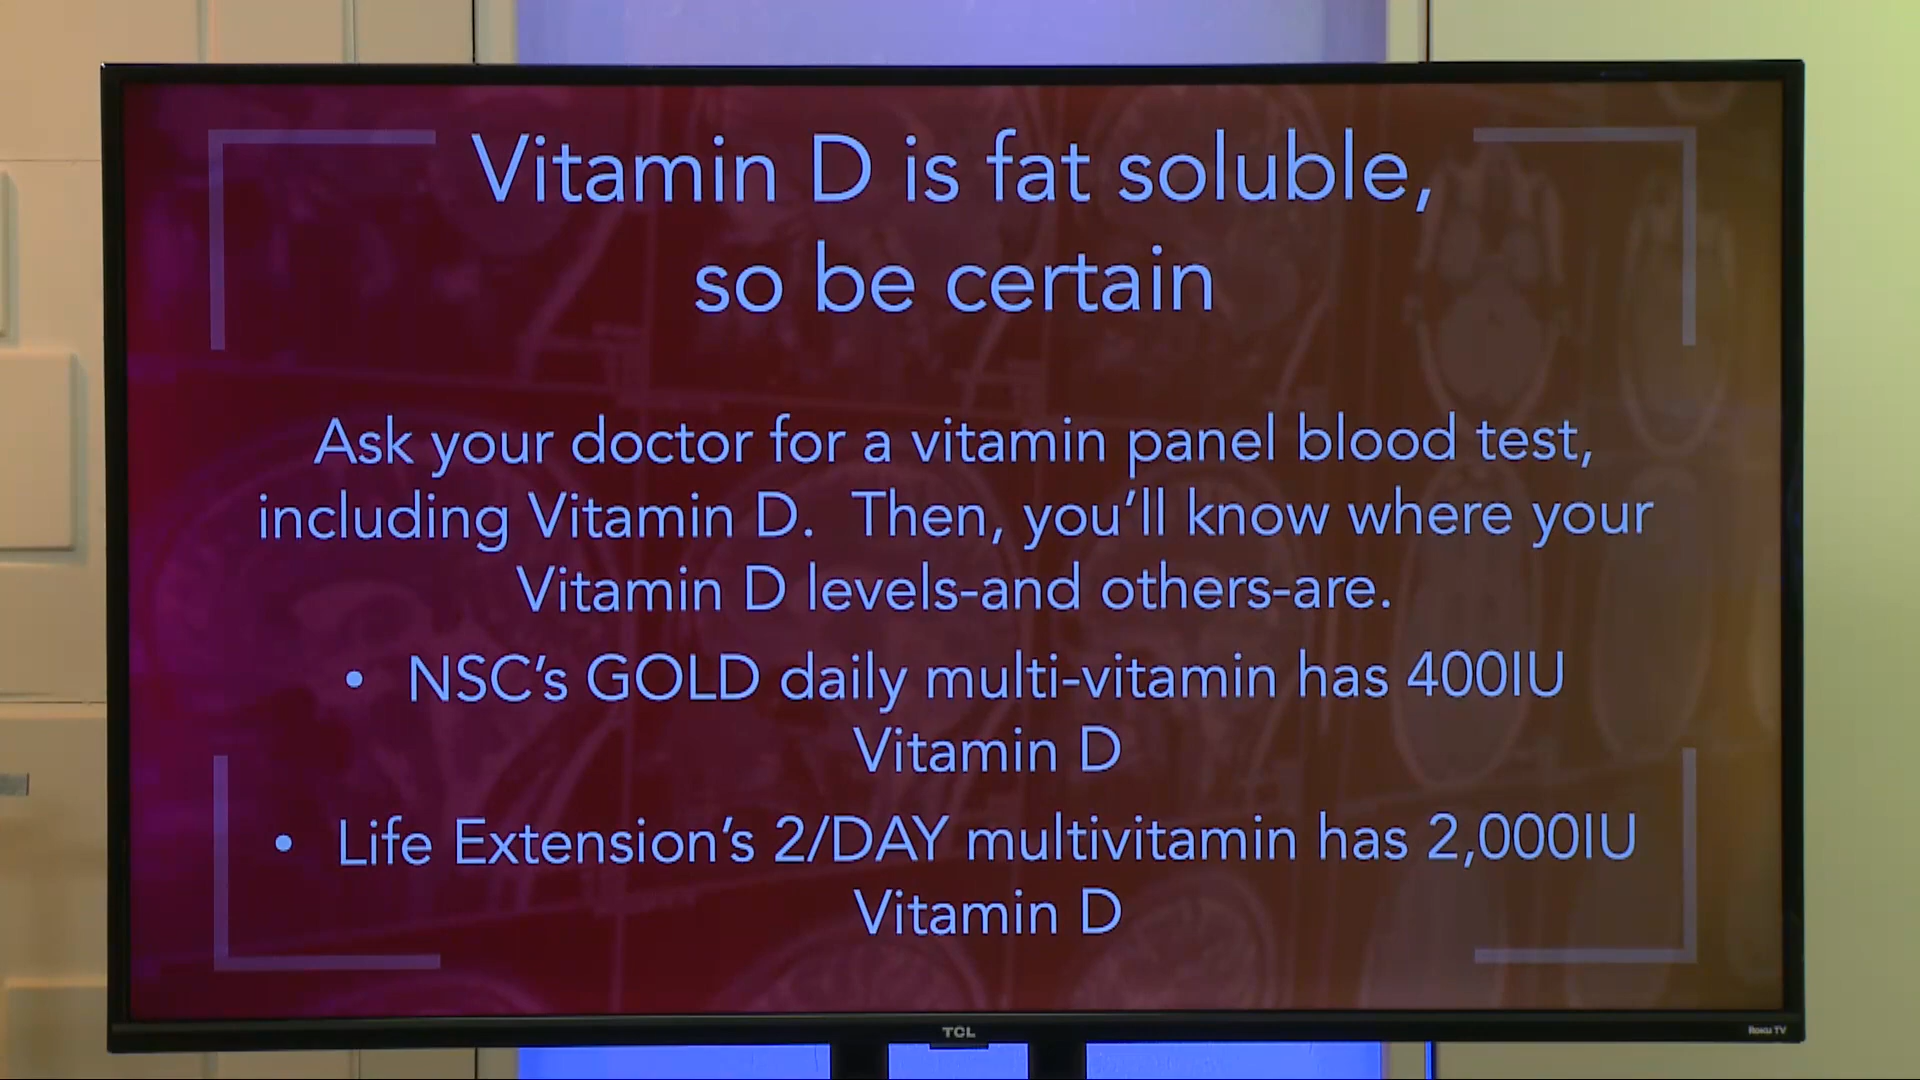 Vitamin D is fat soluble,
so be certain
Ask your doctor for a vitamin panel blood test,
including Vitamin D.  Then, you'll know where your
Vitamin D levels-and others-are.
• NSC's GOLD daily multi-vitamin has 400IU
Vitamin D
• Life Extension's 2/DAY multivitamin has 2,000IU
Vitamin D
TCL
Roku TV